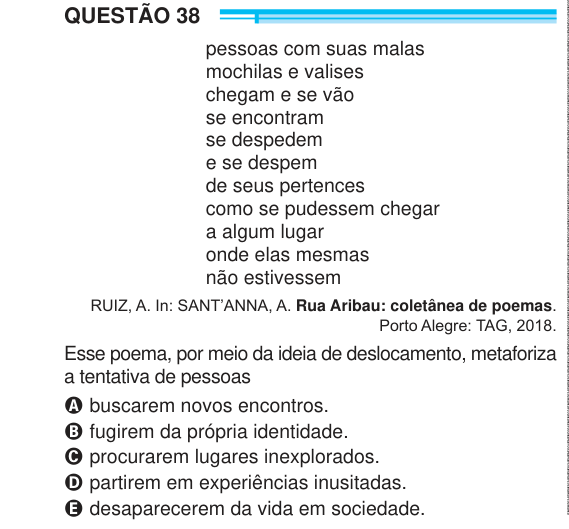 QUESTÃO 38
pessoas com suas malas
mochilas e valises
chegam e se vão
se encontram
se despedem
e se despem
de seus pertences
como se pudessem chegar
a algum lugar
onde elas mesmas
não estivessem
RUIZ, A. In: SANT'ANNA, A. Rua Aribau: coletânea de poemas.
Porto Alegre: TAG, 2018.
Esse poema, por meio da ideia de deslocamento, metaforiza
a tentativa de pessoas
A buscarem novos encontros.
B fugirem da própria identidade.
C procurarem lugares inexplorados.
D partirem em experiências inusitadas.
E desaparecerem da vida em sociedade.